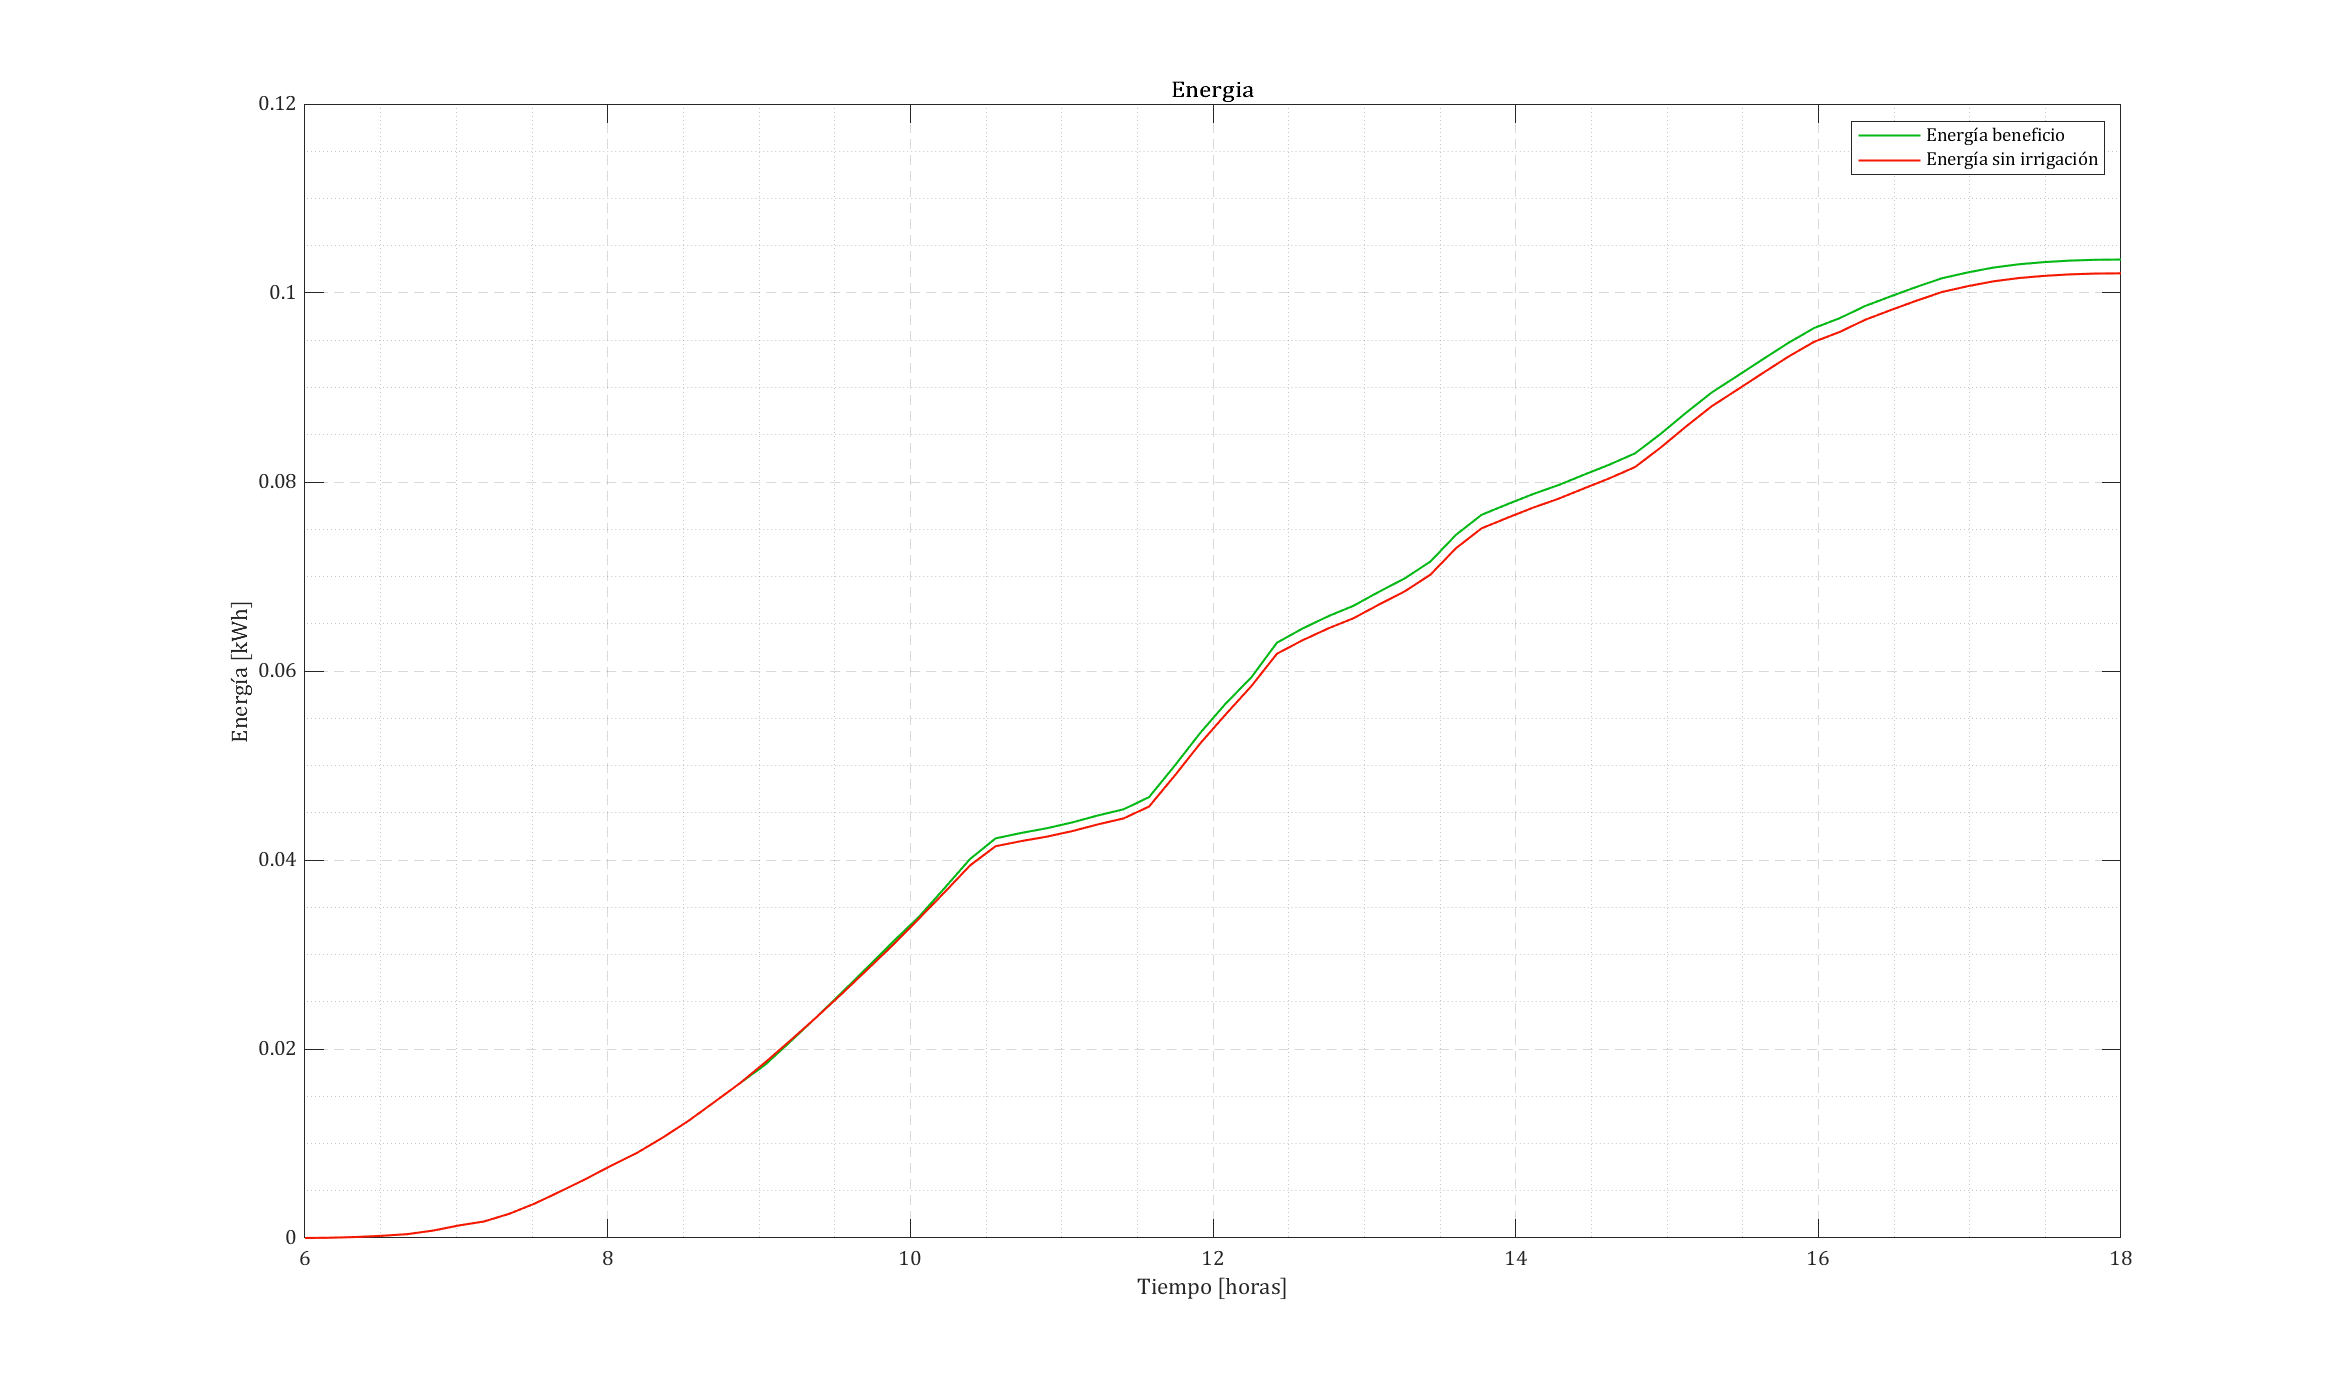 Energia
0.12
0.1
0.08
0.06
0.04
0.02
0
Energía [kWh]
Energía beneficio
Energía sin irrigación
6 8 10 12 14 16 18
Tiempo [horas]